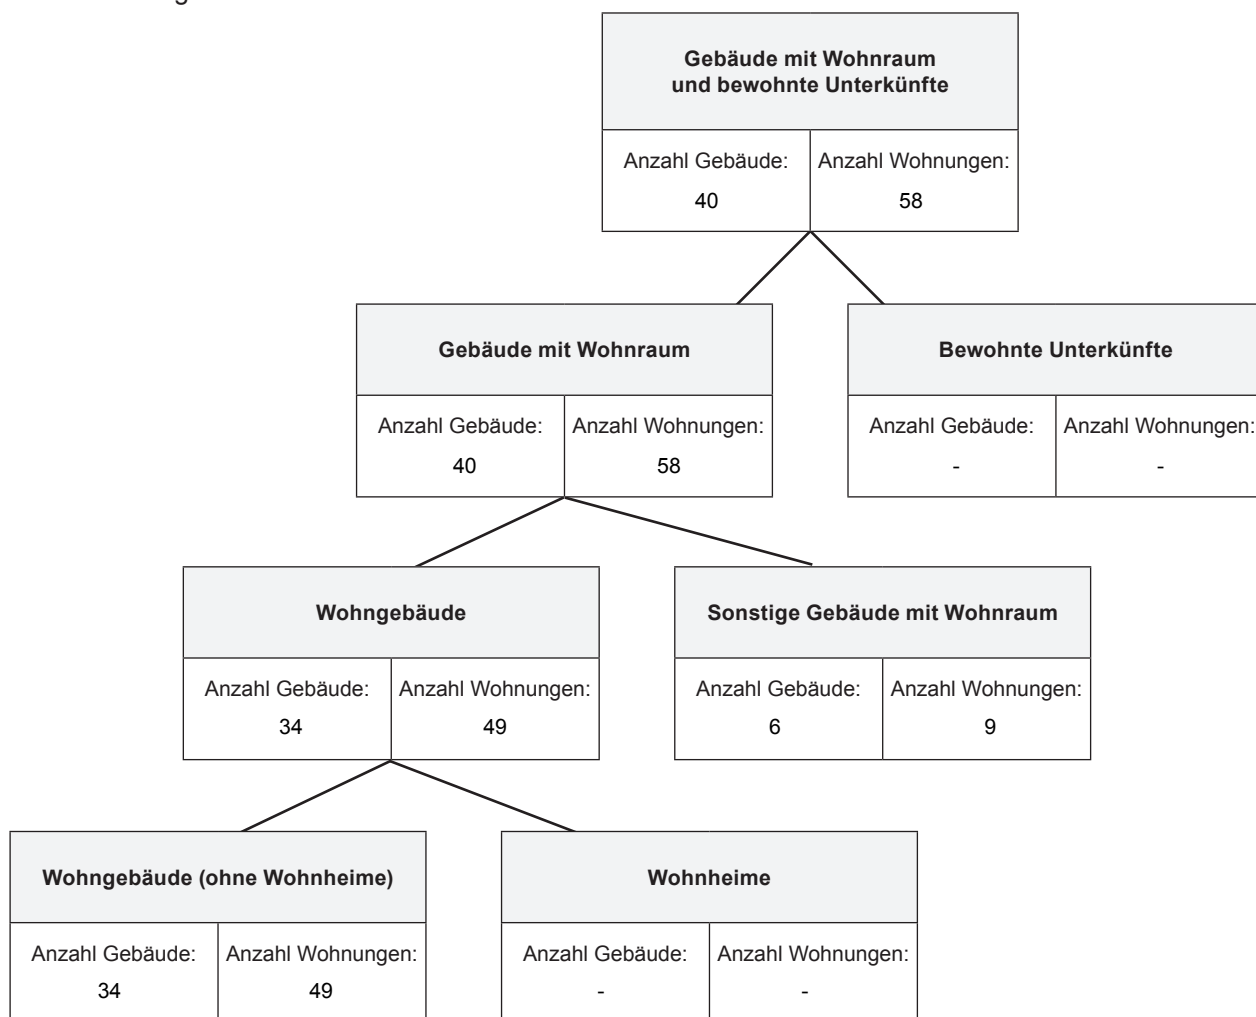 Gebäude mit Wohnraum
und bewohnte Unterkünfte
Anzahl Gebäude: Anzahl Wohnungen:
40 58
Gebäude mit Wohnraum
Anzahl Gebäude: Anzahl Wohnungen:
40 58
Bewohnte Unterkünfte
Anzahl Gebäude: Anzahl Wohnungen:
- -
Wohngebäude
Anzahl Gebäude: Anzahl Wohnungen:
34 49
Sonstige Gebäude mit Wohnraum
Anzahl Gebäude: Anzahl Wohnungen:
6 9
Wohngebäude (ohne Wohnheime)
Anzahl Gebäude: Anzahl Wohnungen:
34 49
Wohnheime
Anzahl Gebäude: Anzahl Wohnungen:
- -